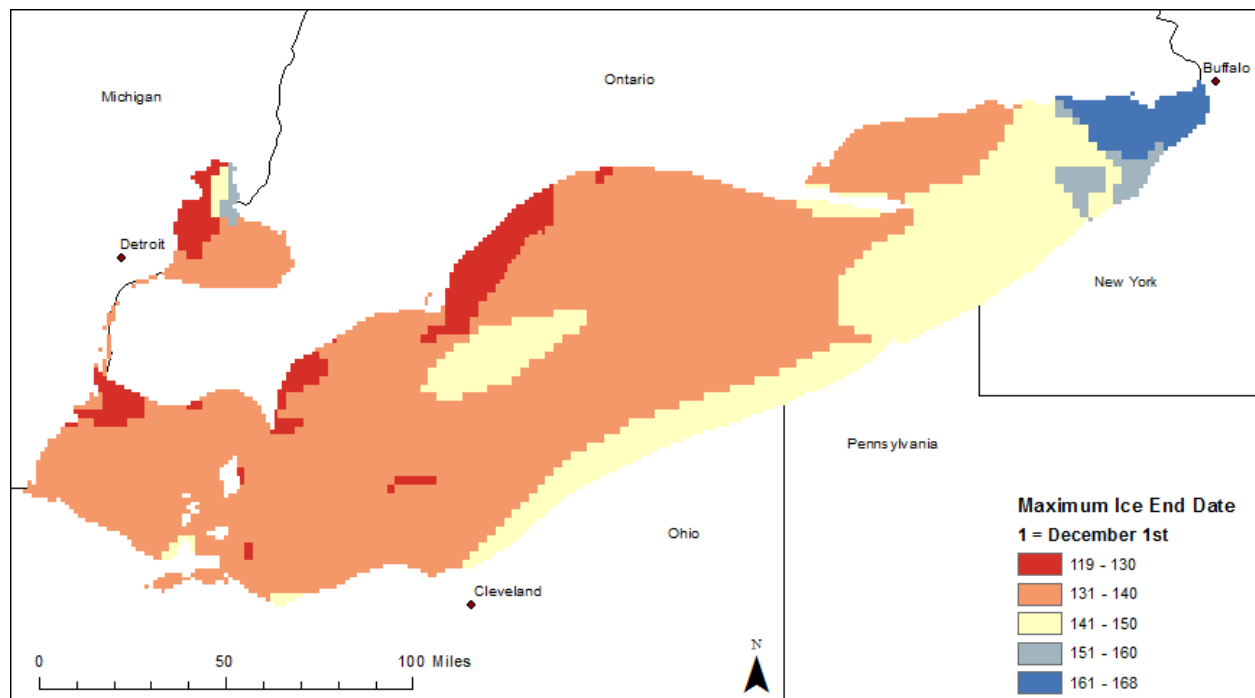 Buffalo
Ontario
Michigan
Detroit
New York
Pennsylvania
Ohio
Cleveland
Maximum Ice End Date
1 = December 1st
119 - 130
131 - 140
141 - 150
151 - 160
161 - 168
0 50 100 Miles
N